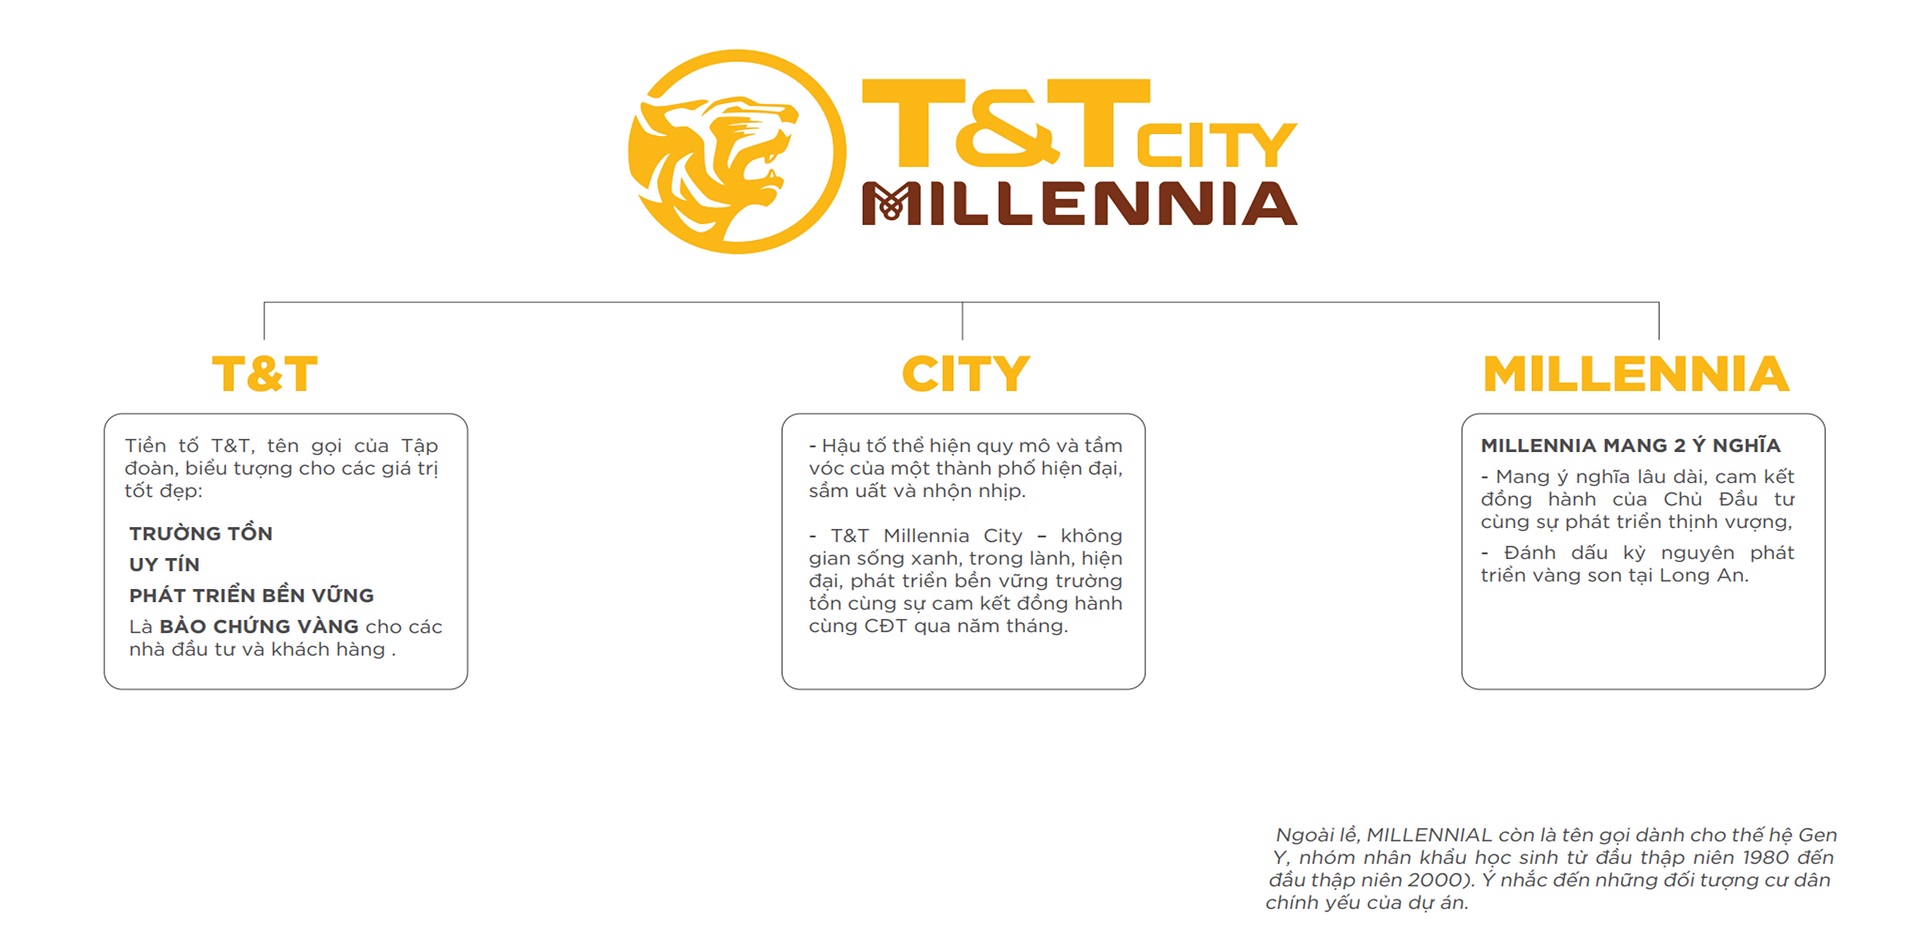 T&T CITY
MILLENNIA
T&T
Tiền tố T&T, tên gọi của Tập
đoàn, biểu tượng cho các giá trị
tốt đẹp:
TRƯỜNG TỒN
UY TÍN
PHÁT TRIỂN BỀN VỮNG
Là BẢO CHỨNG VÀNG cho các
nhà đầu tư và khách hàng .
CITY
- Hậu tố thể hiện quy mô và tầm
vóc của một thành phố hiện đại,
sầm uất và nhộn nhịp.
- T&T Millennia City – không
gian sống xanh, trong lành, hiện
đại, phát triển bền vững trường
tồn cùng sự cam kết đồng hành
cùng CĐT qua năm tháng.
MILLENNIA
MILLENNIA MANG 2 Ý NGHĨA
- Mang ý nghĩa lâu dài, cam kết
đồng hành của Chủ Đầu tư
cùng sự phát triển thịnh vượng,
- Đánh dấu kỷ nguyên phát
triển vàng son tại Long An.
Ngoài lề, MILLENNIAL còn là tên gọi dành cho thế hệ Gen
Y, nhóm nhân khẩu học sinh từ đầu thập niên 1980 đến
đầu thập niên 2000). Ý nhắc đến những đối tượng cư dân
chính yếu của dự án.